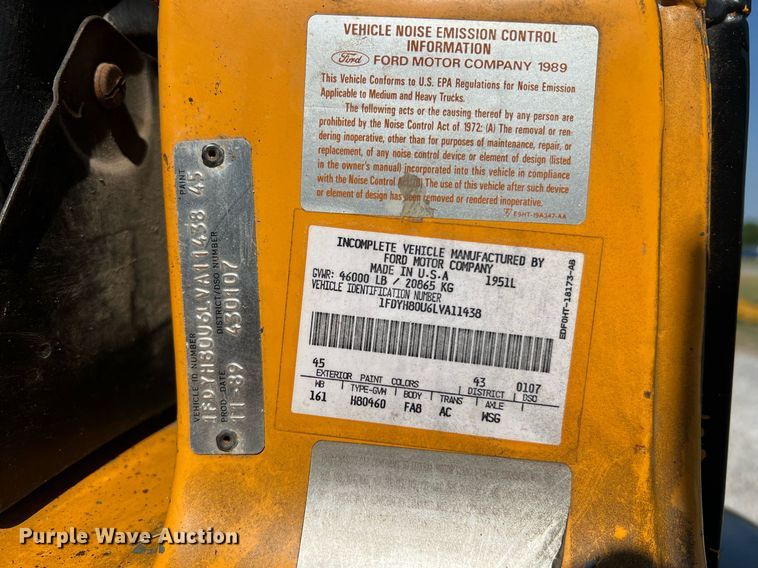 VEHICLE NOISE EMISSION CONTROL
INFORMATION
Ford FORD MOTOR COMPANY 1989
This Vehicle Conforms to U.S. EPA Regulations for Noise Emission
Applicable to Medium and Heavy Trucks.
The following acts or the causing thereof by any person are
prohibited by the Noise Control Act of 1972: (A) The removal or ren-
dering inoperative, other than for purposes of maintenance, repair, or
replacement, of any noise control device or element of design (listed
in the owner's manual) incorporated into this vehicle in compliance
with the Noise Control (B) The use of this vehicle after such device
or element of design has been removed or rendered inoperative.
E9HT-19A347-AA
VEHICLE ID NUMBER PAINT
1FDYH80U6LVA11438 45
PROD. DATE DISTRICT/DSO NUMBER
11-89 430107
INCOMPLETE VEHICLE MANUFACTURED BY
FORD MOTOR COMPANY
MADE IN U.S.A 1951L
GVWR: 46000 LB / 20865 KG
VEHICLE IDENTIFICATION NUMBER
1FDYH80U6LVA11438
EDFOHT-18173-AB
45 43 0107
EXTERIOR PAINT COLORS DISTRICT DSO
WB TYPE-GVW BODY TRANS AXLE
161 H80460 FA8 AC WSG
Purple Wave Auction